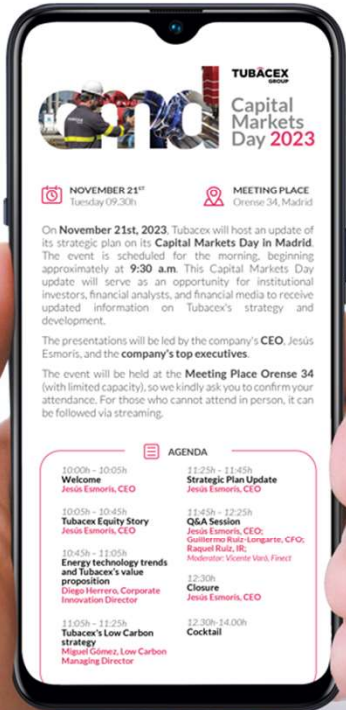 TUBACEX
GROUP
cmd
Capital
Markets
Day 2023
NOVEMBER 21ST
Tuesday 09.30h
MEETING PLACE
Orense 34, Madrid
On November 21st, 2023, Tubacex will host an update of
its strategic plan on its Capital Markets Day in Madrid.
The event is scheduled for the morning, beginning
approximately at 9:30 a.m. This Capital Markets Day
update will serve as an opportunity for institutional
investors, financial analysts, and financial media to receive
updated information on Tubacex's strategy and
development.
The presentations will be led by the company's CEO, Jesús
Esmorís, and the company's top executives.
The event will be held at the Meeting Place Orense 34
(with limited capacity), so we kindly ask you to confirm your
attendance. For those who cannot attend in person, it can
be followed via streaming.
AGENDA
10:00h – 10:05h
Welcome
Jesús Esmorís, CEO
10:05h – 10:45h
Tubacex Equity Story
Jesús Esmorís, CEO
10:45h – 11:05h
Energy technology trends
and Tubacex's value
proposition
Diego Herrero, Corporate
Innovation Director
11:05h – 11:25h
Tubacex's Low Carbon
strategy
Miguel Gómez, Low Carbon
Managing Director
11:25h – 11:45h
Strategic Plan Update
Jesús Esmorís, CEO
11:45h – 12:25h
Q&A Session
Jesús Esmorís, CEO;
Guillermo Ruiz-Longarte, CFO;
Raquel Ruiz, IR;
Moderator: Vicente Varó, Finect
12:30h
Closure
Jesús Esmorís, CEO
12.30h-14.00h
Cocktail